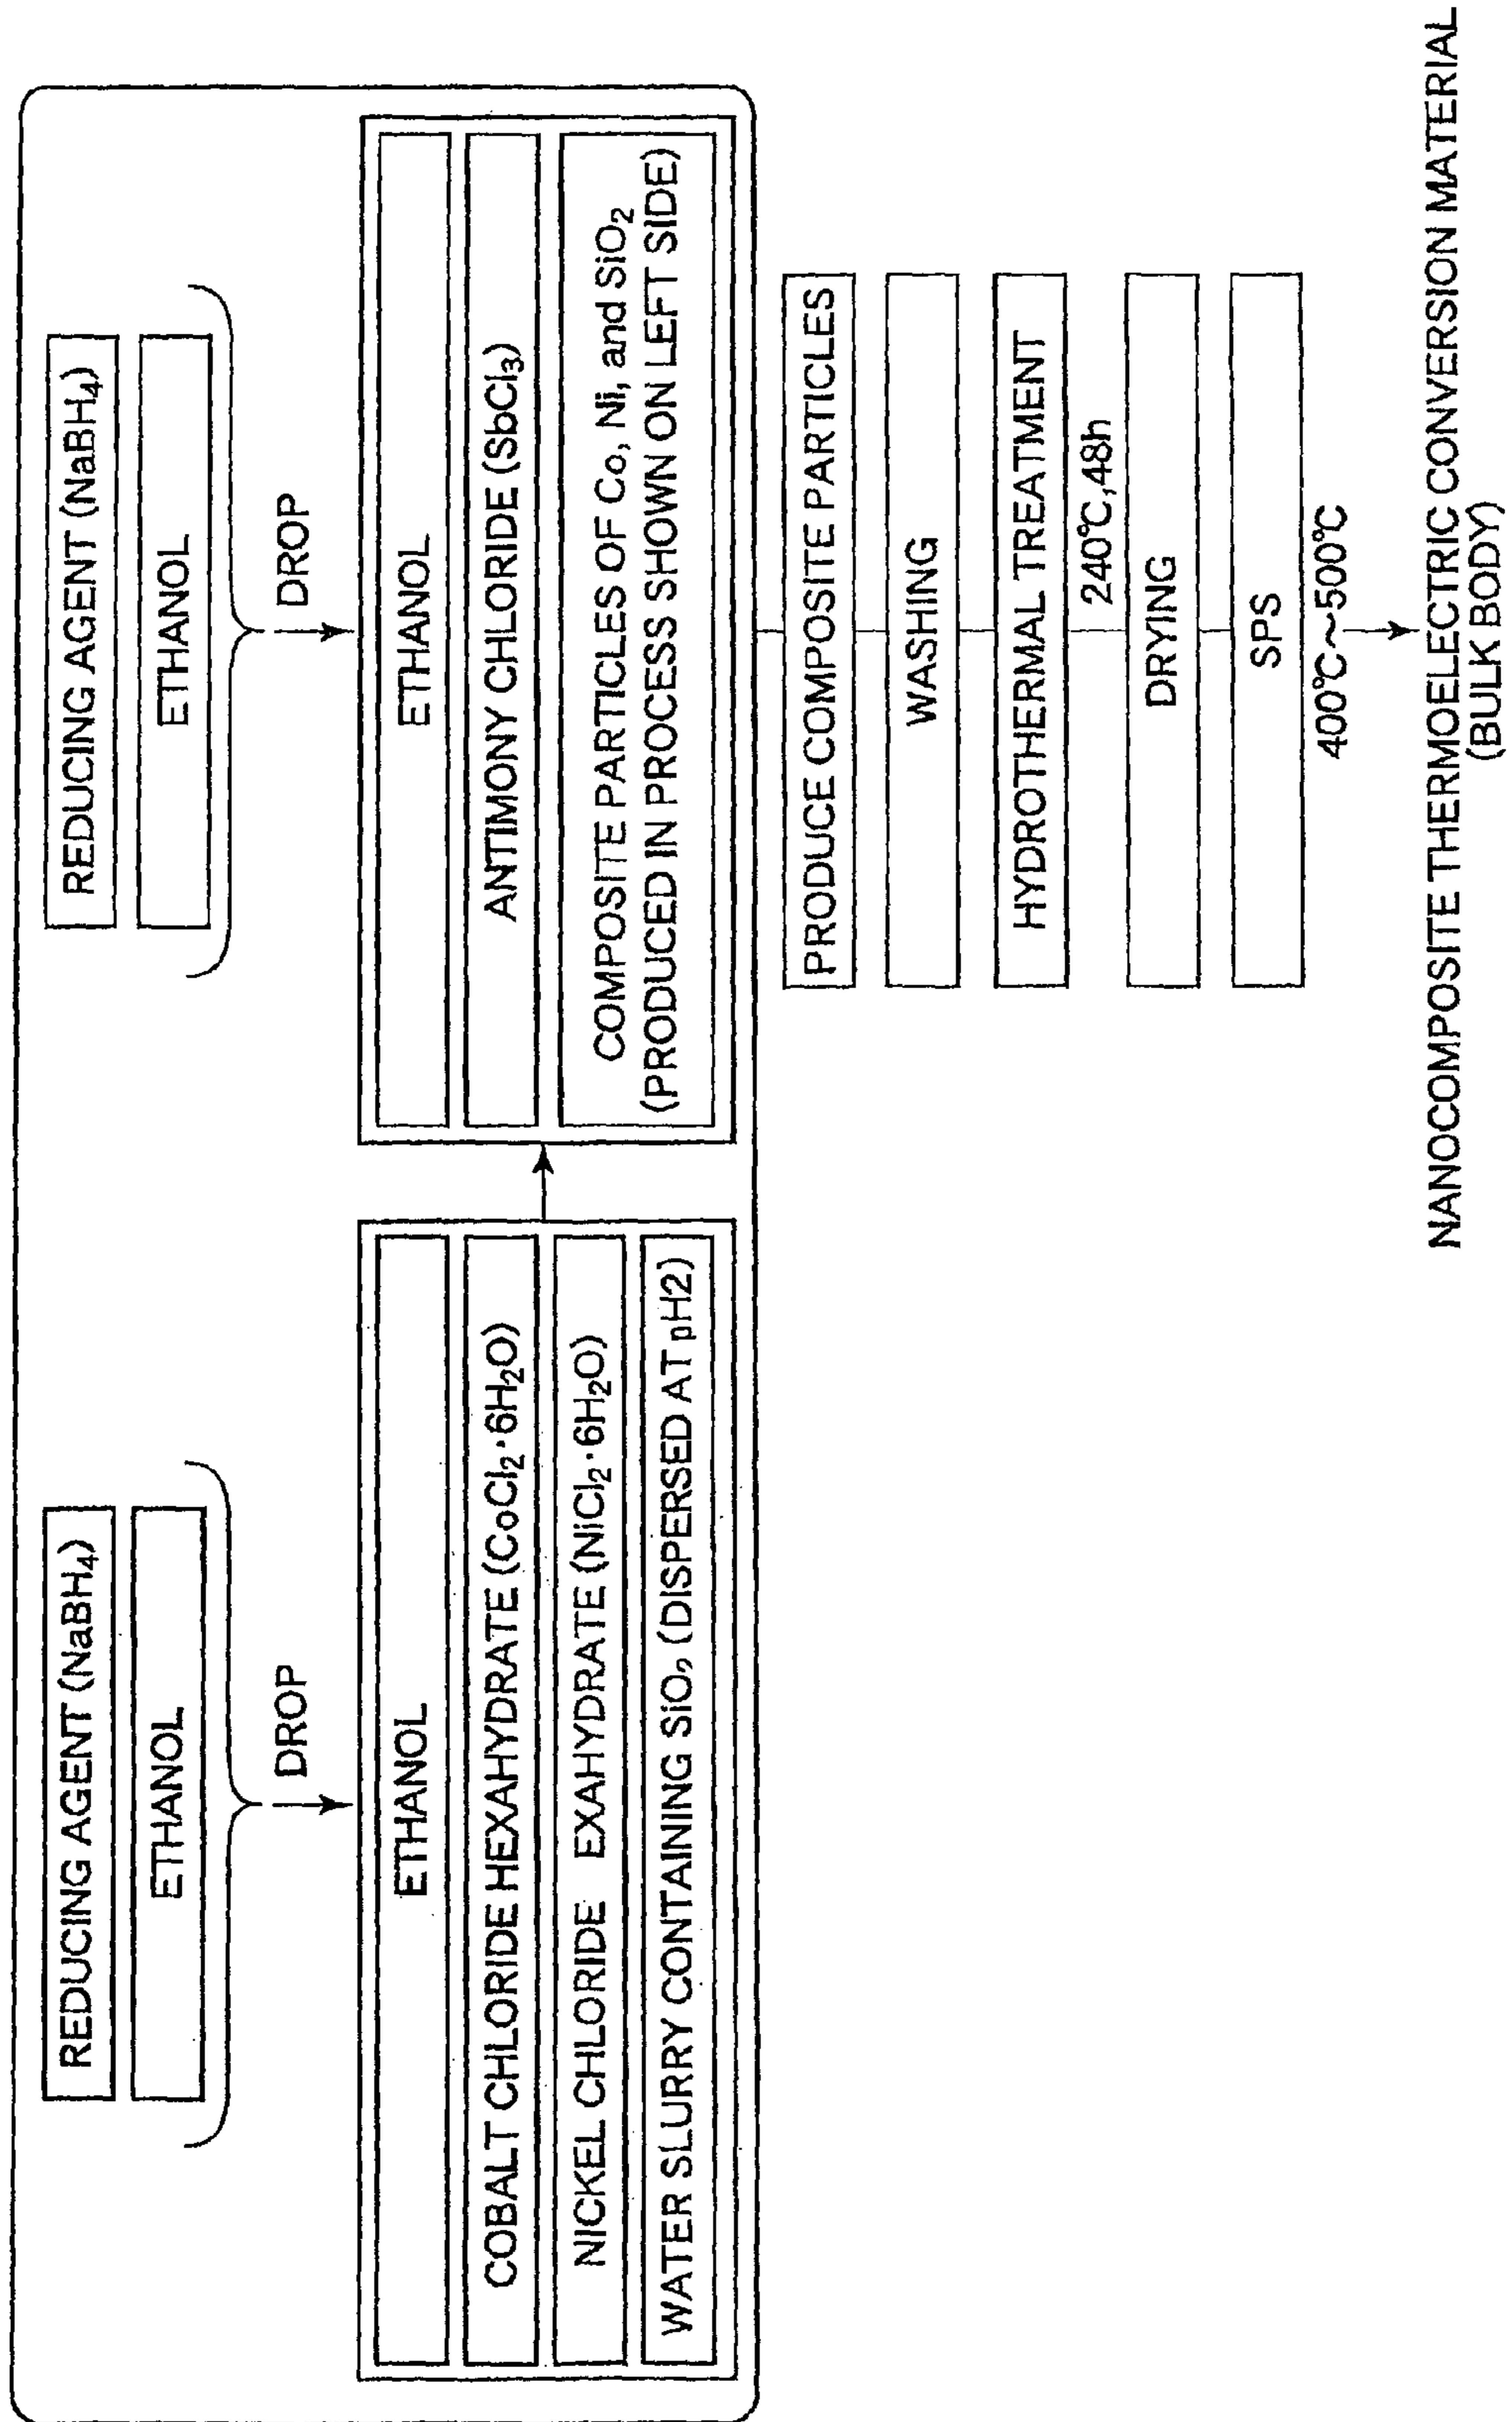 REDUCING AGENT (NaBH₄)
ETHANOL
DROP
ETHANOL
COBALT CHLORIDE HEXAHYDRATE (CoCl₂·6H₂O)
NICKEL CHLORIDE EXAHYDRATE (NiCl₂·6H₂O)
WATER SLURRY CONTAINING SiO₂ (DISPERSED AT pH2)
REDUCING AGENT (NaBH₄)
ETHANOL
DROP
ETHANOL
ANTIMONY CHLORIDE (SbCl₃)
COMPOSITE PARTICLES OF Co, Ni, and SiO₂
(PRODUCED IN PROCESS SHOWN ON LEFT SIDE)
PRODUCE COMPOSITE PARTICLES
WASHING
HYDROTHERMAL TREATMENT
240℃,48h
DRYING
SPS
400℃~500℃
NANOCOMPOSITE THERMOELECTRIC CONVERSION MATERIAL
(BULK BODY)